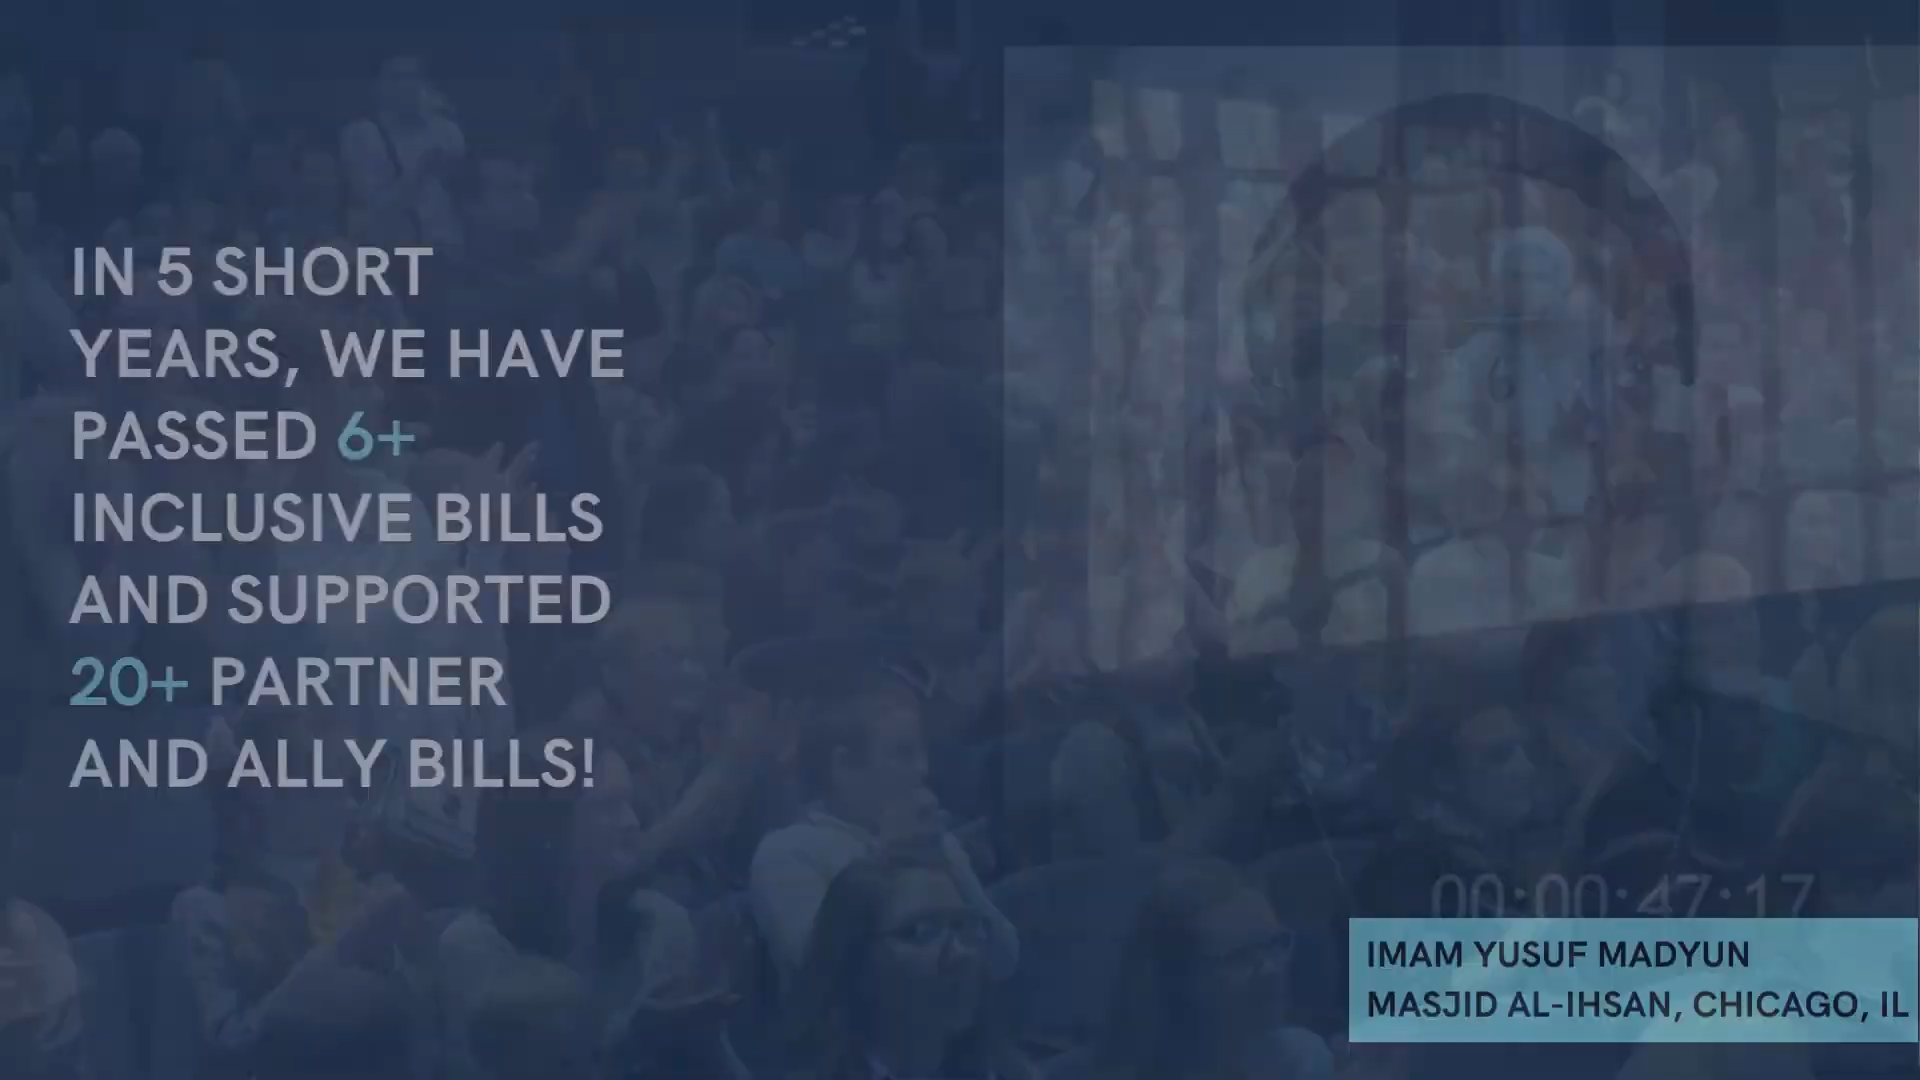 IN 5 SHORT
YEARS, WE HAVE
PASSED 6+
INCLUSIVE BILLS
AND SUPPORTED
20+ PARTNER
AND ALLY BILLS!
00:00:47:17
IMAM YUSUF MADYUN
MASJID AL-IHSAN, CHICAGO, IL